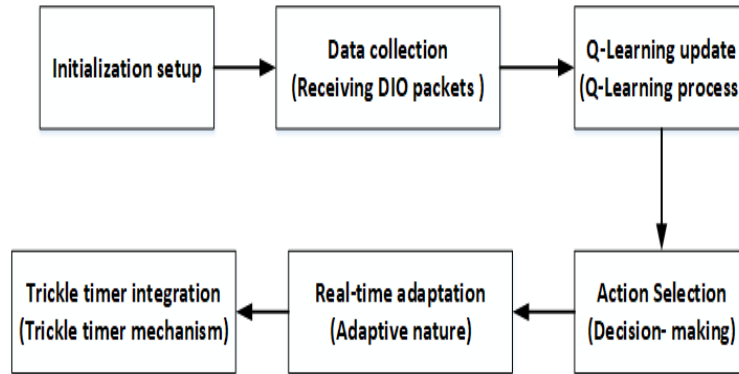 Initialization setup
Data collection
(Receiving DIO packets )
Q-Learning update
(Q-Learning process
Action Selection
(Decision- making)
Real-time adaptation
(Adaptive nature)
Trickle timer integration
(Trickle timer mechanism)